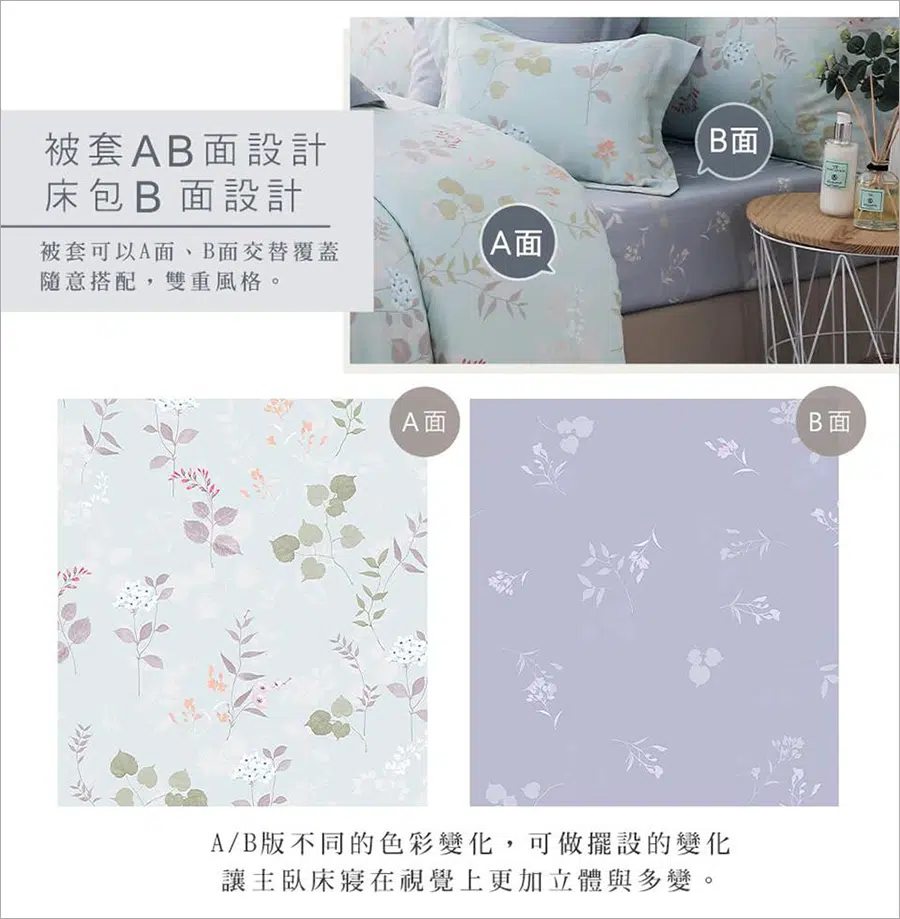 被套AB面設計
床包B 面設計
被套可以A面、B面交替覆蓋
隨意搭配，雙重風格。
B面
A面
A面
B面
A/B版不同的色彩變化，可做擺設的變化
讓主臥床寢在視覺上更加立體與多變。